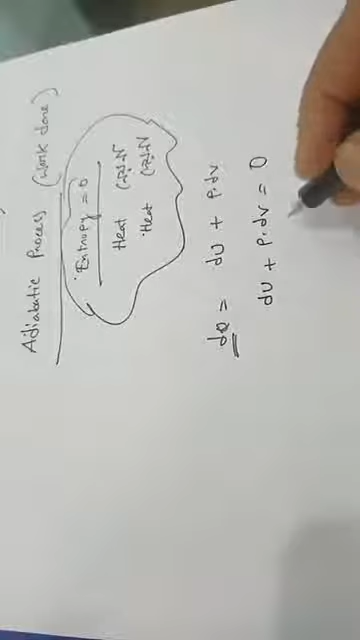 Adiabatic Process (Work done)
Entropy = 0
Heat
Heat
dQ = dU + P.dV
dU + P.dV = 0